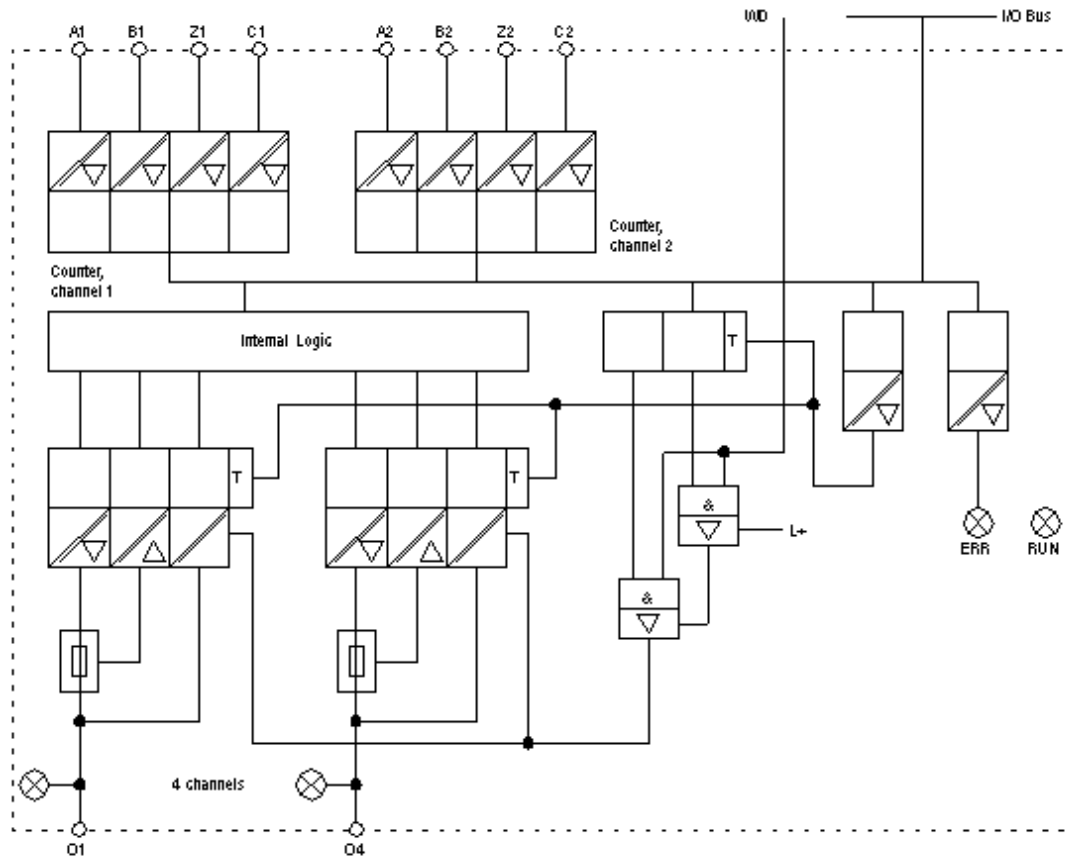 WD
I/O Bus
A1 B1 Z1 C1
A2 B2 Z2 C2
Counter,
channel 2
Counter,
channel 1
Internal Logic
T
T
T
&
L+
ERR
RUN
&
4 channels
O1
O4